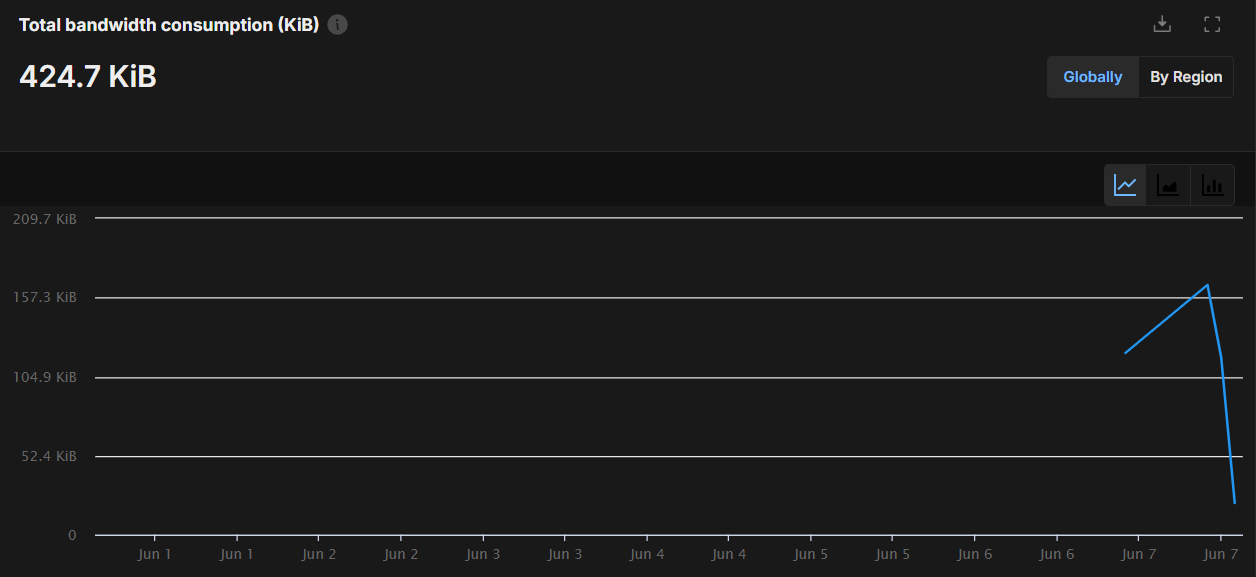 Total bandwidth consumption (KiB)
424.7 KiB
Globally By Region
209.7 KiB
157.3 KiB
104.9 KiB
52.4 KiB
0
Jun 1 Jun 1 Jun 2 Jun 2 Jun 3 Jun 3 Jun 4 Jun 4 Jun 5 Jun 5 Jun 6 Jun 6 Jun 7 Jun 7